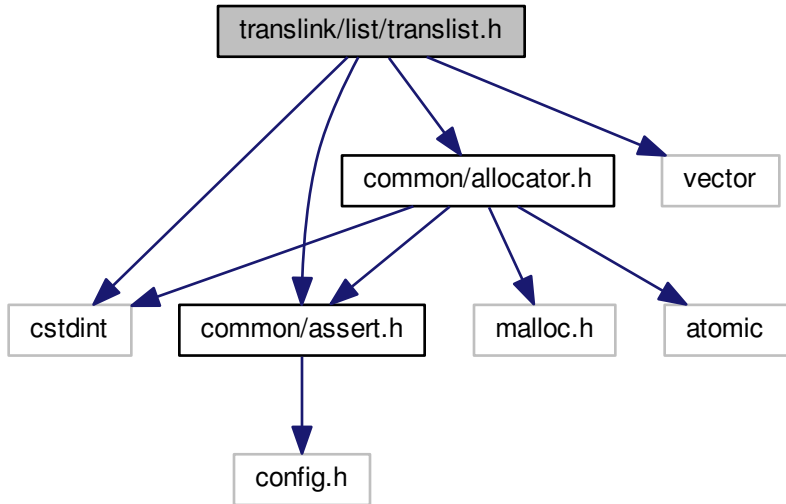 translink/list/translist.h
common/allocator.h
vector
cstdint
common/assert.h
malloc.h
atomic
config.h